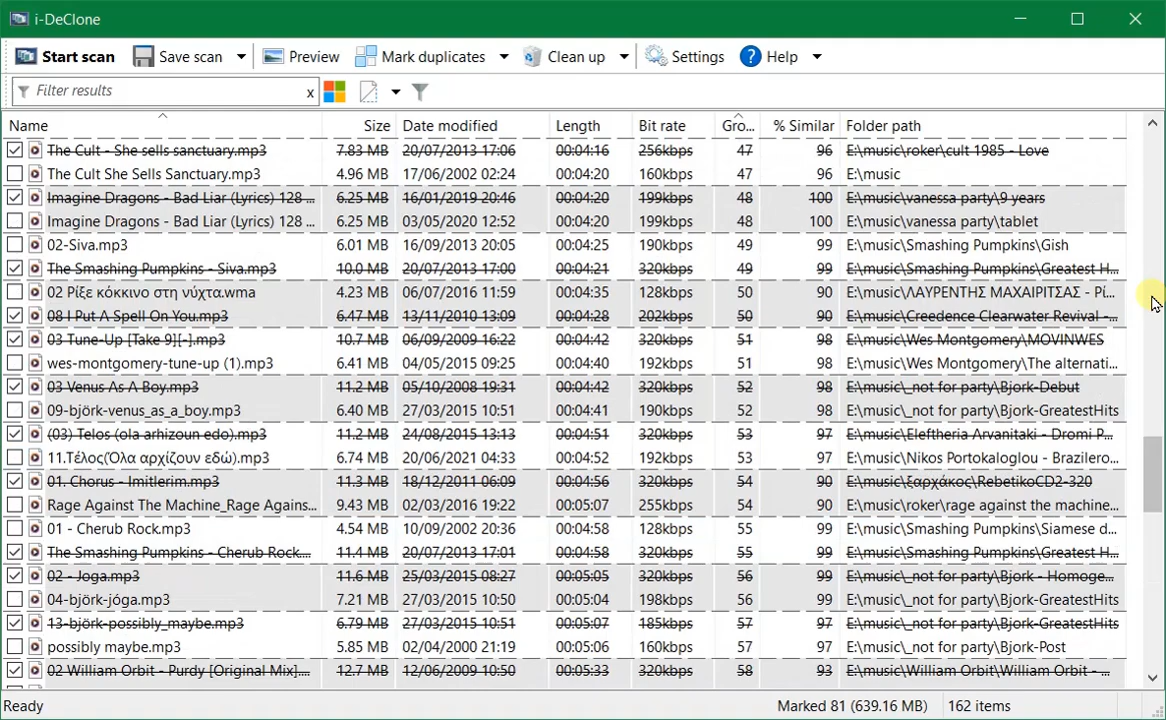 i-DeClone
Start scan Save scan Preview Mark duplicates Clean up Settings Help
Filter results x
Name Size Date modified Length Bit rate Gro... % Similar Folder path
The Cult - She sells sanctuary.mp3 7.83 MB 20/07/2013 17:06 00:04:16 256kbps 47 96 E:\music\roker\cult 1985 - Love
The Cult She Sells Sanctuary.mp3 4.96 MB 17/06/2002 02:24 00:04:20 160kbps 47 96 E:\music
Imagine Dragons - Bad Liar (Lyrics) 128 ... 6.25 MB 16/01/2019 20:46 00:04:20 199kbps 48 100 E:\music\vanessa party\9 years
Imagine Dragons - Bad Liar (Lyrics) 128 ... 6.25 MB 03/05/2020 12:52 00:04:20 199kbps 48 100 E:\music\vanessa party\tablet
02-Siva.mp3 6.01 MB 16/09/2013 20:05 00:04:25 190kbps 49 99 E:\music\Smashing Pumpkins\Gish
The Smashing Pumpkins - Siva.mp3 10.0 MB 20/07/2013 17:00 00:04:21 320kbps 49 99 E:\music\Smashing Pumpkins\Greatest H...
02 Ρίξε κόκκινο στη νύχτα.wma 4.23 MB 06/07/2016 11:59 00:04:35 128kbps 50 90 E:\music\ΛΑΥΡΕΝΤΗΣ ΜΑΧΑΙΡΙΤΣΑΣ - Ρί...
08 I Put A Spell On You.mp3 6.47 MB 13/11/2010 13:09 00:04:28 202kbps 50 90 E:\music\Creedence Clearwater Revival -...
03 Tune-Up [Take 9][-].mp3 10.7 MB 06/09/2009 16:22 00:04:42 320kbps 51 98 E:\music\Wes Montgomery\MOVINWES
wes-montgomery-tune-up (1).mp3 6.41 MB 04/05/2015 09:25 00:04:40 192kbps 51 98 E:\music\Wes Montgomery\The alternati...
03 Venus As A Boy.mp3 11.2 MB 05/10/2008 19:31 00:04:42 320kbps 52 98 E:\music\_not for party\Bjork-Debut
09-björk-venus_as_a_boy.mp3 6.40 MB 27/03/2015 10:51 00:04:41 190kbps 52 98 E:\music\_not for party\Bjork-GreatestHits
(03) Telos (ola arhizoun edo).mp3 11.2 MB 24/08/2015 13:13 00:04:51 320kbps 53 97 E:\music\Eleftheria Arvanitaki - Dromi P...
11.Τέλος(Όλα αρχίζουν εδώ).mp3 6.74 MB 20/06/2021 04:33 00:04:52 192kbps 53 97 E:\music\Nikos Portokaloglou - Brazilero...
01. Chorus - Imitlerim.mp3 11.3 MB 18/12/2011 06:09 00:04:56 320kbps 54 90 E:\music\ξαρχάκος\RebetikoCD2-320
Rage Against The Machine_Rage Agains... 9.43 MB 02/03/2016 19:22 00:05:07 255kbps 54 90 E:\music\roker\rage against the machine...
01 - Cherub Rock.mp3 4.54 MB 10/09/2002 20:36 00:04:58 128kbps 55 99 E:\music\Smashing Pumpkins\Siamese d...
The Smashing Pumpkins - Cherub Rock.... 11.4 MB 20/07/2013 17:01 00:04:58 320kbps 55 99 E:\music\Smashing Pumpkins\Greatest H...
02 - Joga.mp3 11.6 MB 25/03/2015 08:27 00:05:05 320kbps 56 99 E:\music\_not for party\Bjork - Homoge...
04-björk-jóga.mp3 7.21 MB 27/03/2015 10:50 00:05:04 198kbps 56 99 E:\music\_not for party\Bjork-GreatestHits
13-björk-possibly_maybe.mp3 6.79 MB 27/03/2015 10:51 00:05:07 185kbps 57 97 E:\music\_not for party\Bjork-GreatestHits
possibly maybe.mp3 5.85 MB 02/04/2000 21:19 00:05:06 160kbps 57 97 E:\music\_not for party\Bjork-Post
02 William Orbit - Purdy [Original Mix].... 12.7 MB 12/06/2009 10:50 00:05:33 320kbps 58 93 E:\music\William Orbit\William Orbit - ...
Ready Marked 81 (639.16 MB) 162 items